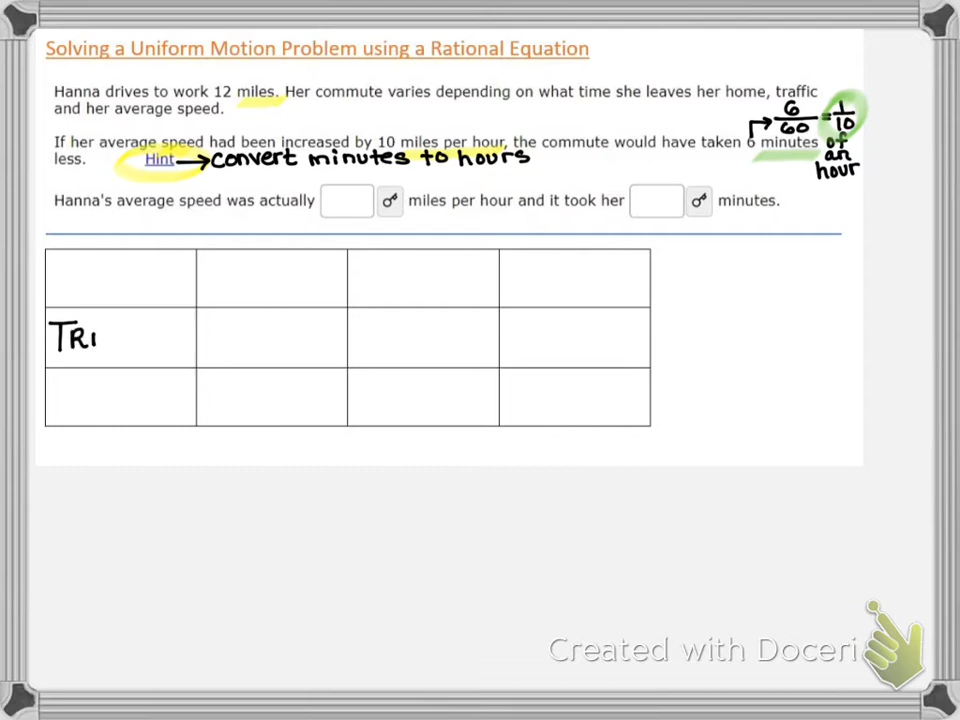 Solving a Uniform Motion Problem using a Rational Equation
Hanna drives to work 12 miles. Her commute varies depending on what time she leaves her home, traffic
and her average speed.
6/60 = 1/10
of
an
hour
If her average speed had been increased by 10 miles per hour, the commute would have taken 6 minutes
less. Hint → convert minutes to hours
Hanna's average speed was actually miles per hour and it took her minutes.
TRI
Created with Doceri